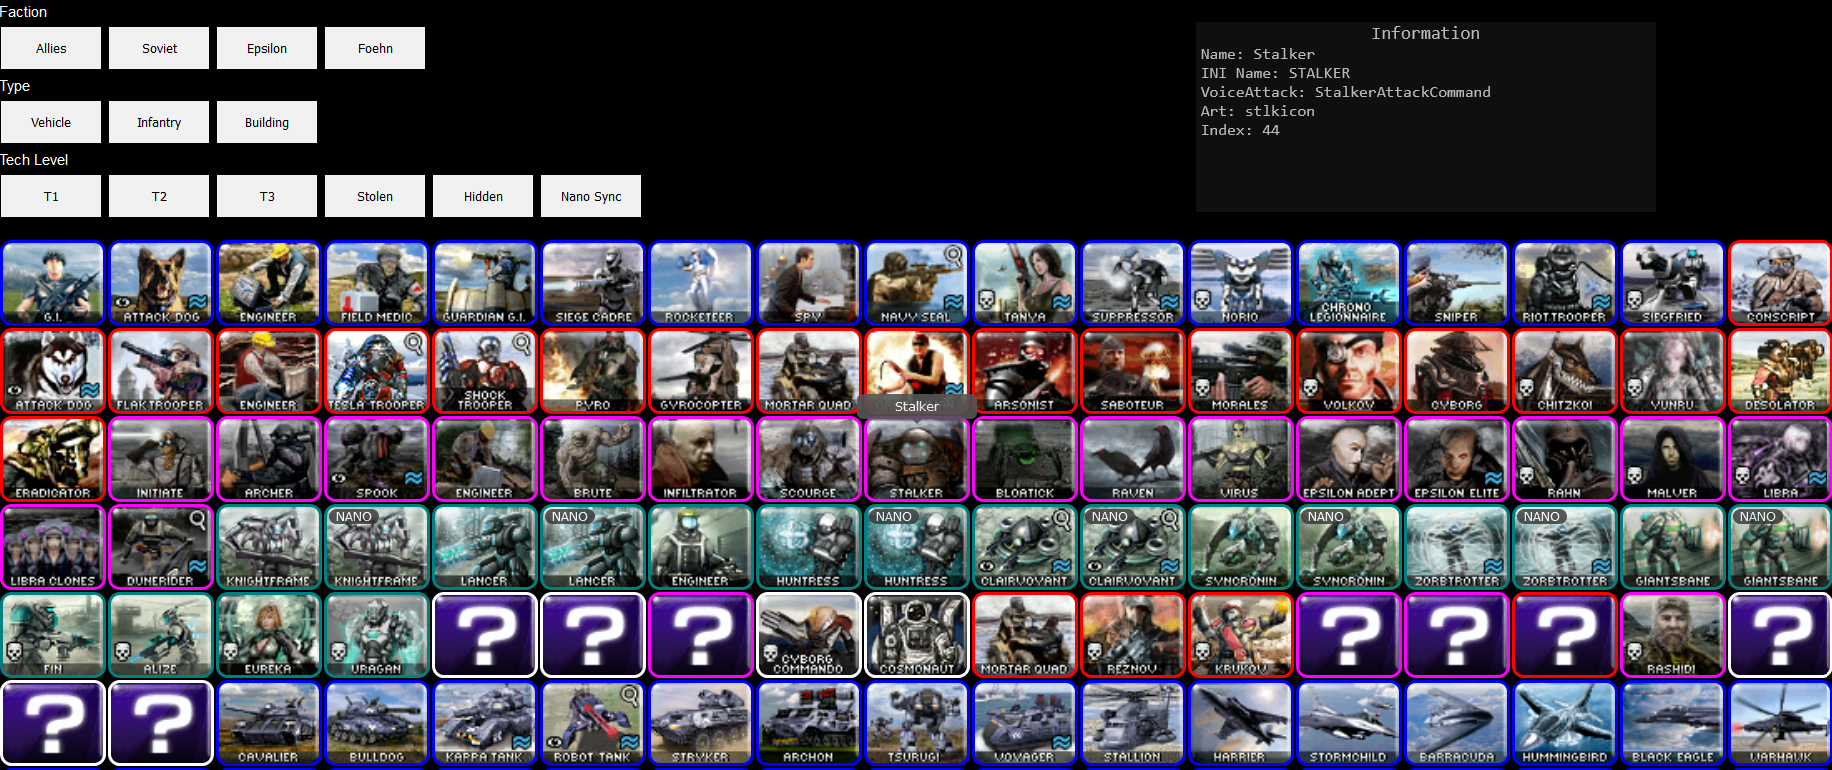 Faction
Allies Soviet Epsilon Foehn
Type
Vehicle Infantry Building
Tech Level
T1 T2 T3 Stolen Hidden Nano Sync
Information
Name: Stalker
INI Name: STALKER
VoiceAttack: StalkerAttackCommand
Art: stlkicon
Index: 44
G.I. ATTACK DOG ENGINEER FIELD MEDIC GUARDIAN G.I. SIEGE CADRE ROCKETEER SPY NAVY SEAL TANYA SUPPRESSOR NORIO CHRONO LEGIONNAIRE SNIPER RIOT TROOPER SIEGFRIED CONSCRIPT
ATTACK DOG FLAK TROOPER ENGINEER TESLA TROOPER SHOCK TROOPER PYRO GYROCOPTER MORTAR QUAD ARSONIST SABOTEUR MORALES VOLKOV CYBORG CHITZKOI YUNRU DESOLATOR
Stalker
ERADICATOR INITIATE ARCHER SPOOK ENGINEER BRUTE INFILTRATOR SCOURGE STALKER BLOATICK RAVEN VIRUS EPSILON ADEPT EPSILON ELITE RAHN MALVER LIBRA
NANO NANO NANO NANO NANO NANO NANO
LIBRA CLONES DUNERIDER KNIGHTFRAME KNIGHTFRAME LANCER LANCER ENGINEER HUNTRESS HUNTRESS CLAIRVOYANT CLAIRVOYANT SYNCRONIN SYNCRONIN ZORBTROTTER ZORBTROTTER GIANTSBANE GIANTSBANE
FIN ALIZE EUREKA URAGAN ? ? ? CYBORG COMMANDO COSMONAUT MORTAR QUAD REZNOV KRUKOV ? ? ? RASHIDI ?
? ? CAVALIER BULLDOG KAPPA TANK ROBOT TANK STRYKER ARCHON TSURUGI VOYAGER STALLION HARRIER STORMCHILD BARRACUDA HUMMINGBIRD BLACK EAGLE WARHAWK